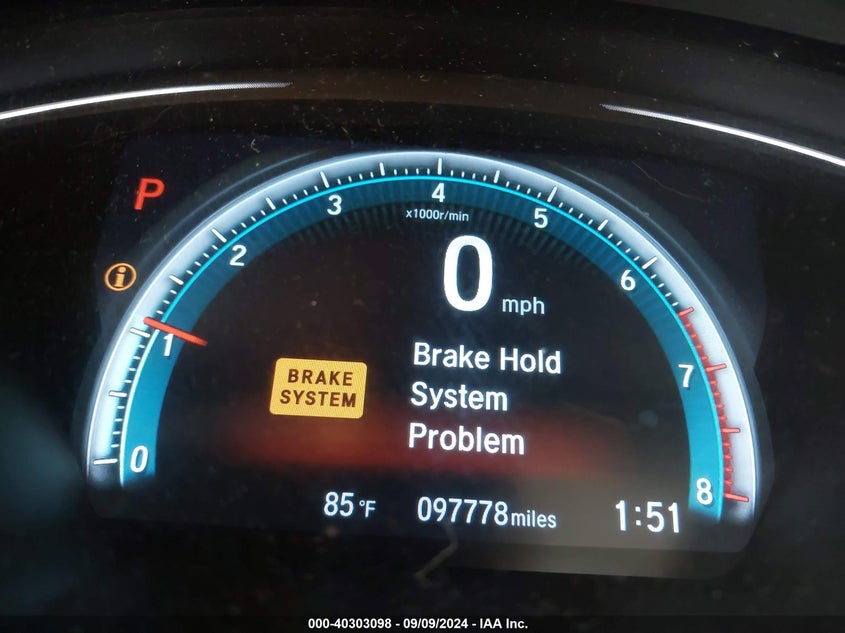 P
4
3
5
x1000r/min
2
0 mph
6
i
1
Brake Hold
7
BRAKE
SYSTEM
System
Problem
0
8
85 °F 097778 miles 1:51
000-40303098 - 09/09/2024 - IAA Inc.